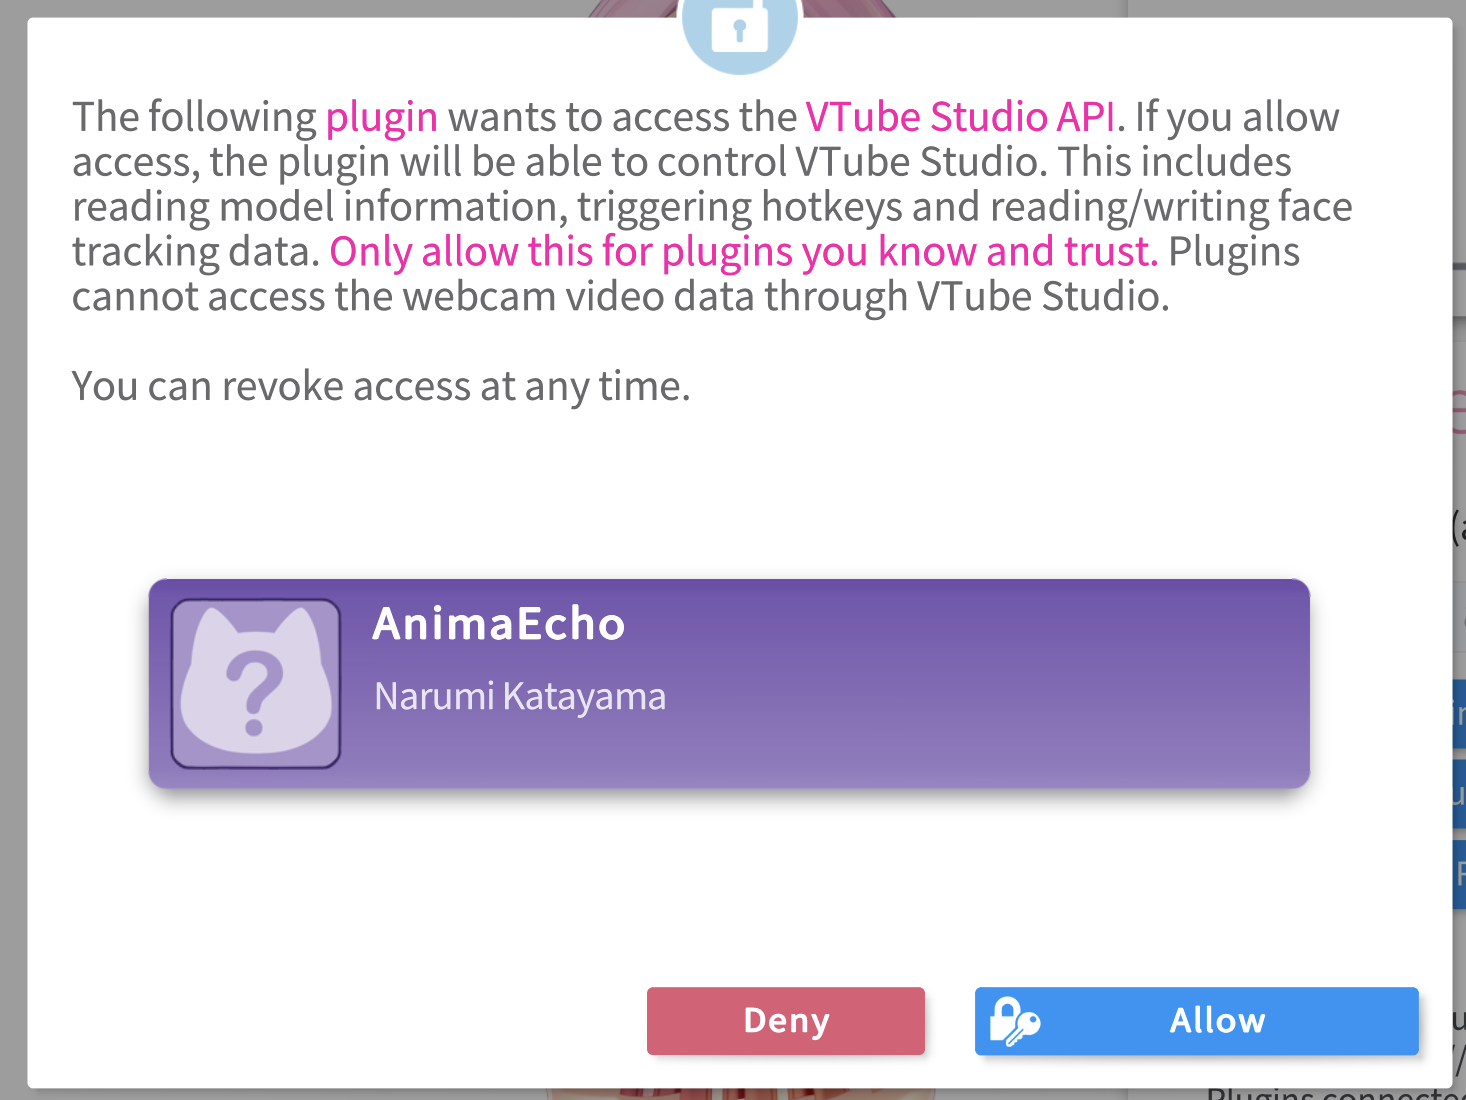 The following plugin wants to access the VTube Studio API. If you allow
access, the plugin will be able to control VTube Studio. This includes
reading model information, triggering hotkeys and reading/writing face
tracking data. Only allow this for plugins you know and trust. Plugins
cannot access the webcam video data through VTube Studio.
You can revoke access at any time.
?
AnimaEcho
Narumi Katayama
Deny
Allow